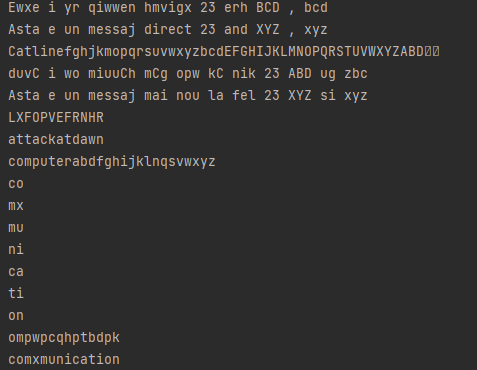 Ewxe i yr qiwwen hmvigx 23 erh BCD , bcd
Asta e un messaj direct 23 and XYZ , xyz
CatlinefghjkmopqrsuvwxyzbcdEFGHIJKLMNOPQRSTUVWXYZABD
duvC i wo miuuCh mCg opw kC nik 23 ABD ug zbc
Asta e un messaj mai nou la fel 23 XYZ si xyz
LXFOPVEFRNHR
attackatdawn
computerabdfghijklnqsvwxyz
co
mx
mu
ni
ca
ti
on
ompwpcqhptbdpk
comxmunication